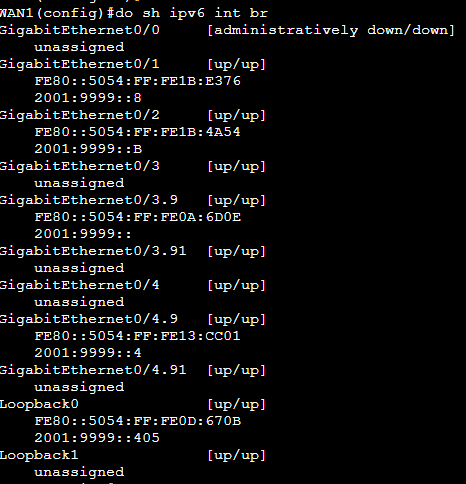 WAN1(config)#do sh ipv6 int br
GigabitEthernet0/0 [administratively down/down]
unassigned
GigabitEthernet0/1 [up/up]
FE80::5054:FF:FE1B:E376
2001:9999::8
GigabitEthernet0/2 [up/up]
FE80::5054:FF:FE1B:4A54
2001:9999::B
GigabitEthernet0/3 [up/up]
unassigned
GigabitEthernet0/3.9 [up/up]
FE80::5054:FF:FE0A:6D0E
2001:9999::
GigabitEthernet0/3.91 [up/up]
unassigned
GigabitEthernet0/4 [up/up]
unassigned
GigabitEthernet0/4.9 [up/up]
FE80::5054:FF:FE13:CC01
2001:9999::4
GigabitEthernet0/4.91 [up/up]
unassigned
Loopback0 [up/up]
FE80::5054:FF:FE0D:670B
2001:9999::405
Loopback1 [up/up]
unassigned